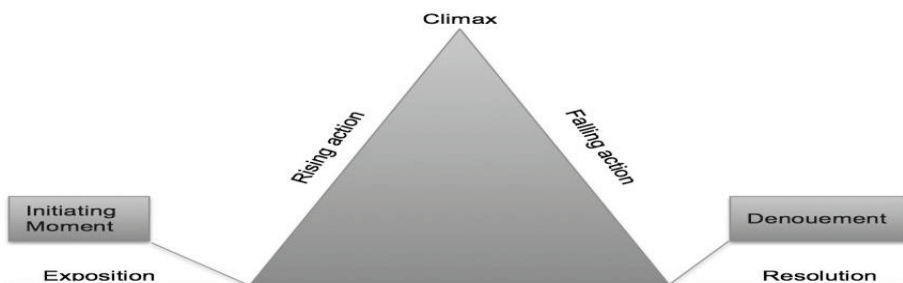 Climax
Rising action
Falling action
Initiating
Moment
Denouement
Exposition
Resolution